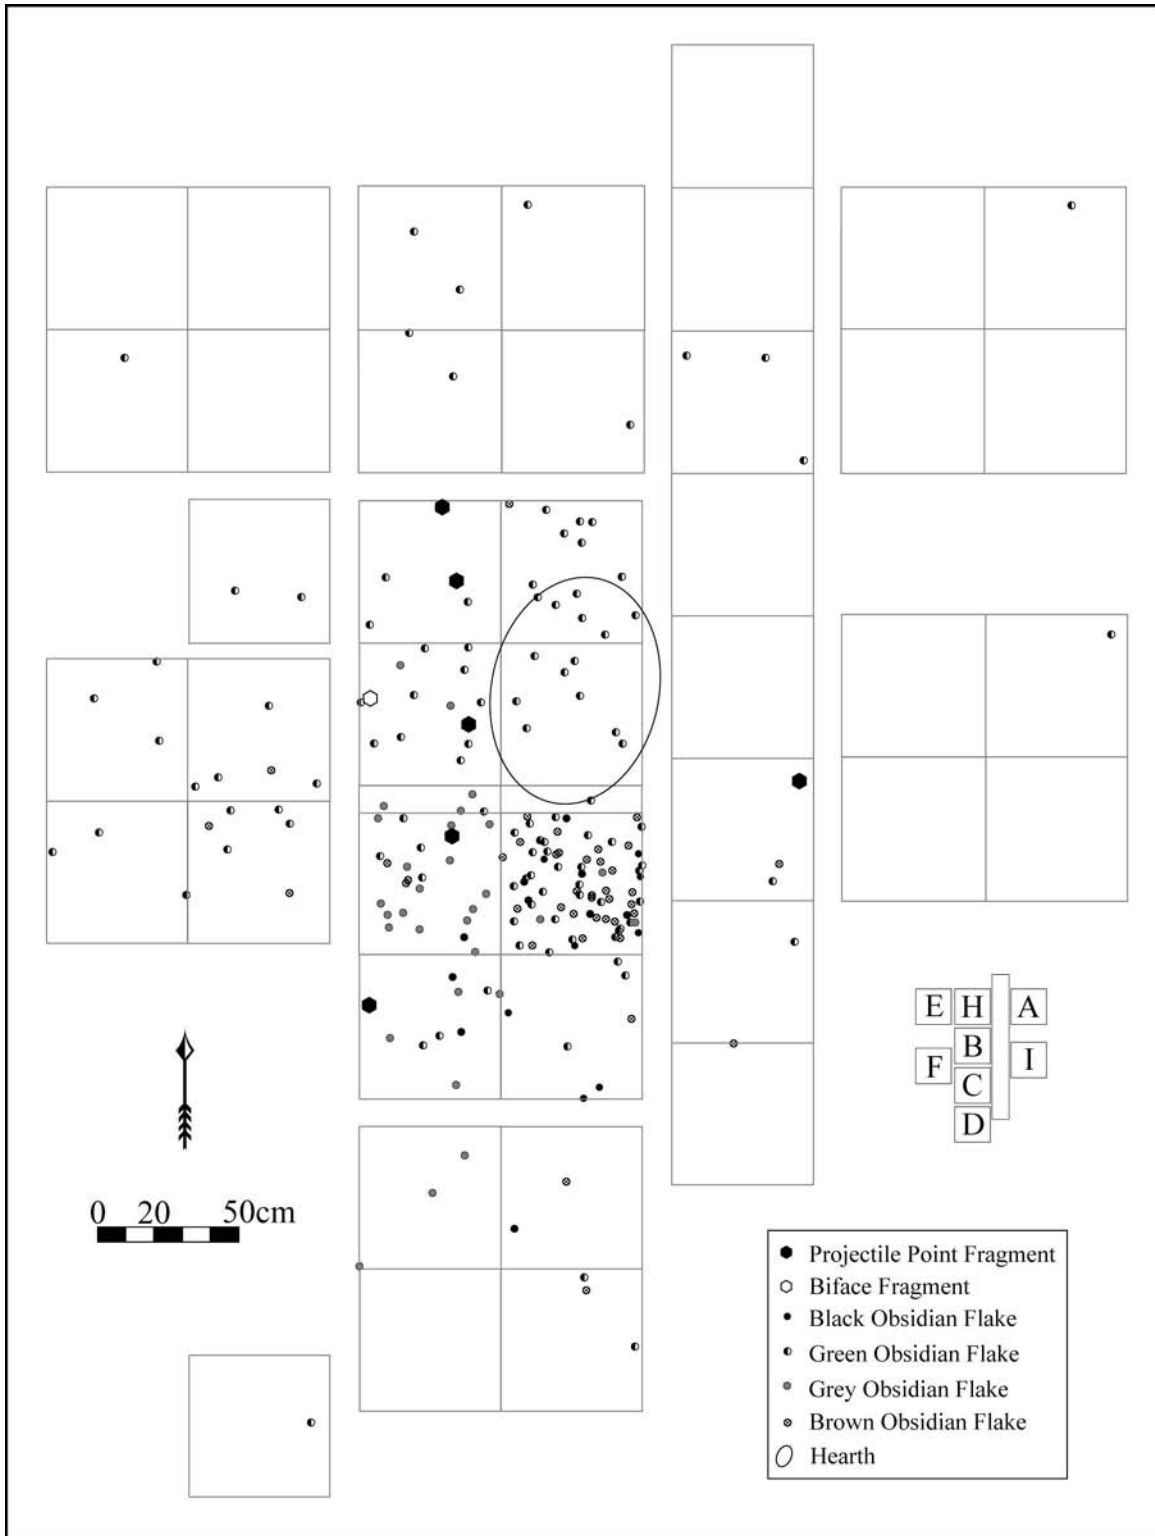 E H A
B
F I
C
D
0 20 50cm
Projectile Point Fragment
Biface Fragment
Black Obsidian Flake
Green Obsidian Flake
Grey Obsidian Flake
Brown Obsidian Flake
Hearth